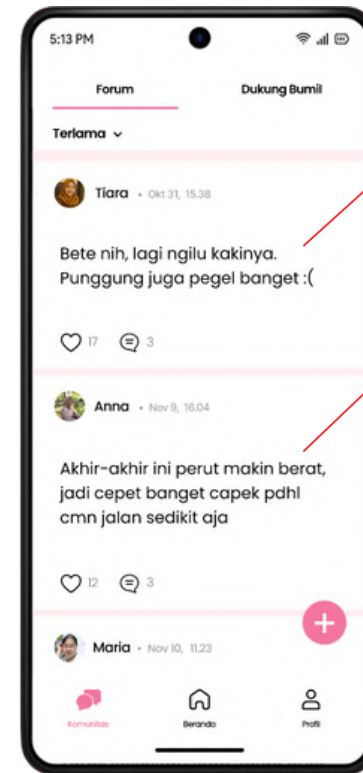 5:13 PM
Forum Dukung Bumil
Terlama
Tiara • Okt 31, 15.38
Bete nih, lagi ngilu kakinya.
Punggung juga pegel banget :(
17 3
Anna • Nov 9, 16.04
Akhir-akhir ini perut makin berat,
jadi cepet banget capek pdhl
cmn jalan sedikit aja
12 3
Maria • Nov 10, 11.23
Komunitas Beranda Profil